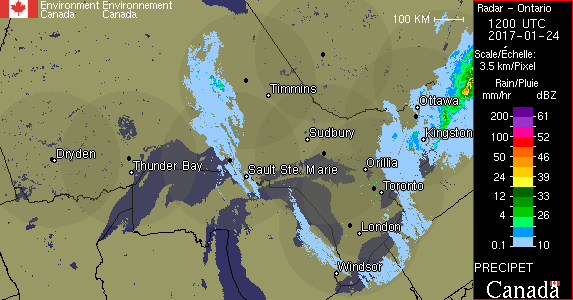 Environment Environnement
Canada Canada
100 KM
Timmins
Ottawa
Sudbury
Kingston
Dryden
Thunder Bay
Sault Ste. Marie
Orillia
Toronto
London
Windsor
Radar - Ontario
1200 UTC
2017-01-24
Scale/Échelle:
3.5 km/Pixel
Rain/Pluie
mm/hr dBZ
200 61
100 52
50 46
24 39
12 33
4 26
0.1 10
PRECIPET
Canada